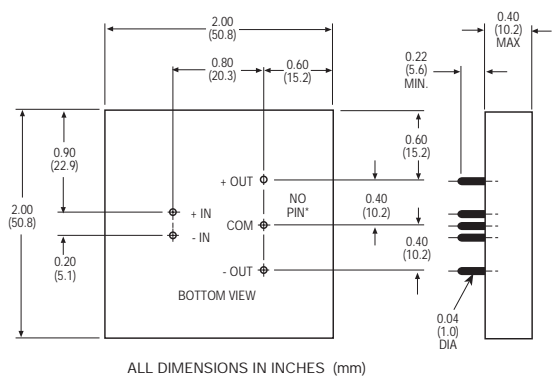 2.00
(50.8)
0.80
(20.3)
0.60
(15.2)
0.40
(10.2)
MAX
0.22
(5.6)
MIN.
0.90
(22.9)
2.00
(50.8)
0.20
(5.1)
+ OUT
+ IN
- IN
COM
NO
PIN*
- OUT
BOTTOM VIEW
0.60
(15.2)
0.40
(10.2)
0.40
(10.2)
0.04
(1.0)
DIA
ALL DIMENSIONS IN INCHES (mm)